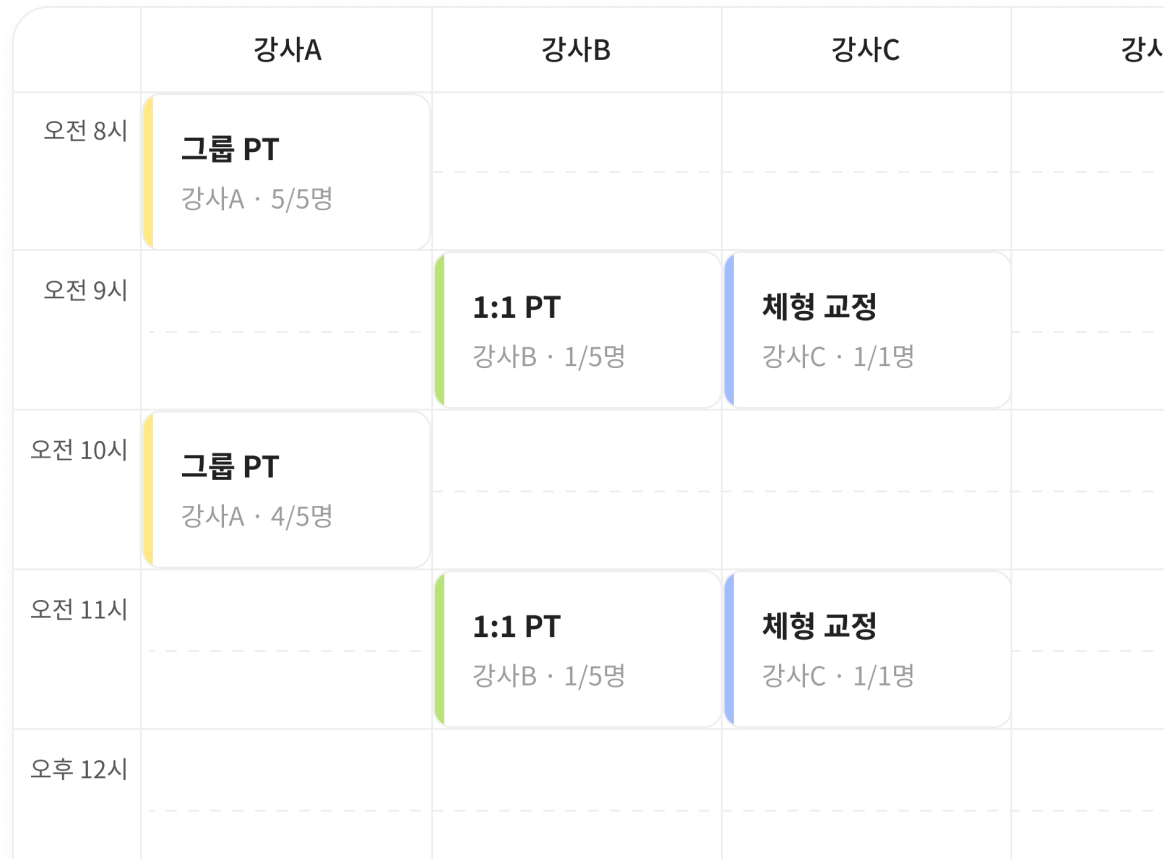 강사A 강사B 강사C
오전 8시
그룹 PT
강사A · 5/5명
오전 9시
1:1 PT
강사B · 1/5명
체형 교정
강사C · 1/1명
오전 10시
그룹 PT
강사A · 4/5명
오전 11시
1:1 PT
강사B · 1/5명
체형 교정
강사C · 1/1명
오후 12시